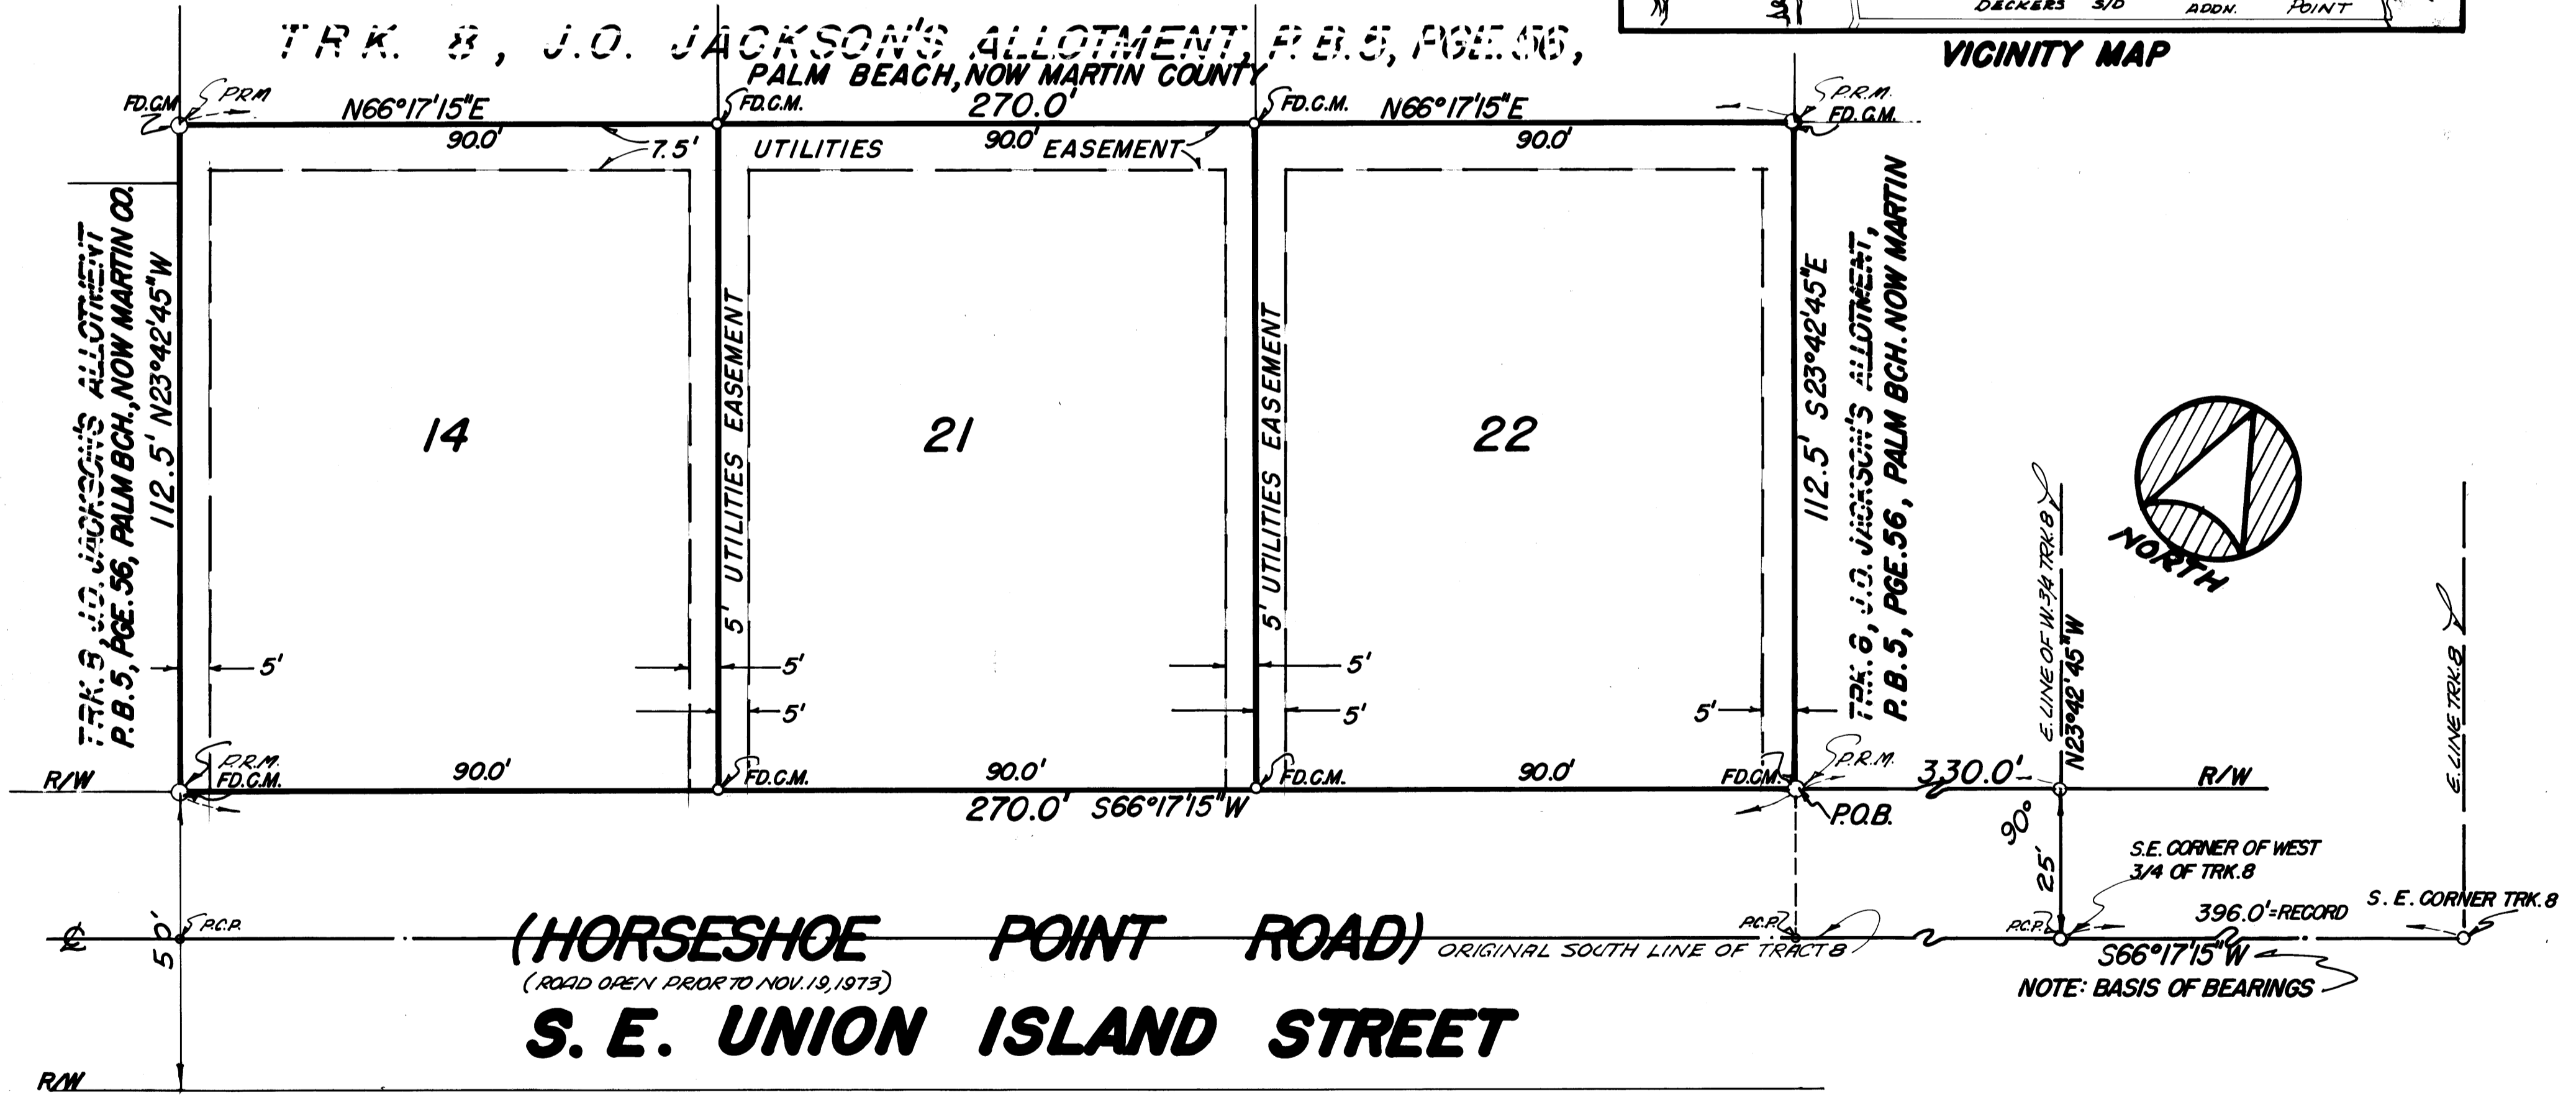 DECKERS S/D ADDN. POINT
VICINITY MAP
TRK. 8, J.O. JACKSON'S ALLOTMENT, P.B.5, PGE.56,
PALM BEACH, NOW MARTIN COUNTY
FD.C.M. P.R.M. N66°17'15"E FD.C.M. 270.0' FD.C.M. N66°17'15"E P.R.M.
FD.C.M.
90.0' 7.5' UTILITIES 90.0' EASEMENT 90.0'
TRK. 8, J.O. JACKSON'S ALLOTMENT
P.B.5, PGE.56, PALM BCH., NOW MARTIN CO.
112.5' N23°42'45"W
14
5' UTILITIES EASEMENT
21
5' UTILITIES EASEMENT
22
112.5' S23°42'45"E
TRK. 8, J.O. JACKSON'S ALLOTMENT,
P.B.5, PGE.56, PALM BCH. NOW MARTIN
NORTH
E. LINE OF W. 3/4 TRK.8
N23°42'45"W
E. LINE TRK.8
5' 5' 5'
5' 5' 5'
R/W P.R.M. FD.C.M. 90.0' FD.C.M. 90.0' FD.C.M. 90.0' FD.CM. P.R.M. 330.0' R/W
270.0' S66°17'15"W
P.O.B.
90°
25'
S.E. CORNER OF WEST
3/4 OF TRK.8
396.0'=RECORD
S.E. CORNER TRK.8
℄ P.C.P.
50'
(HORSESHOE POINT ROAD)
P.C.P.
ORIGINAL SOUTH LINE OF TRACT 8
P.C.P.
S66°17'15"W
(ROAD OPEN PRIOR TO NOV.19,1973)
NOTE: BASIS OF BEARINGS
S.E. UNION ISLAND STREET
R/W